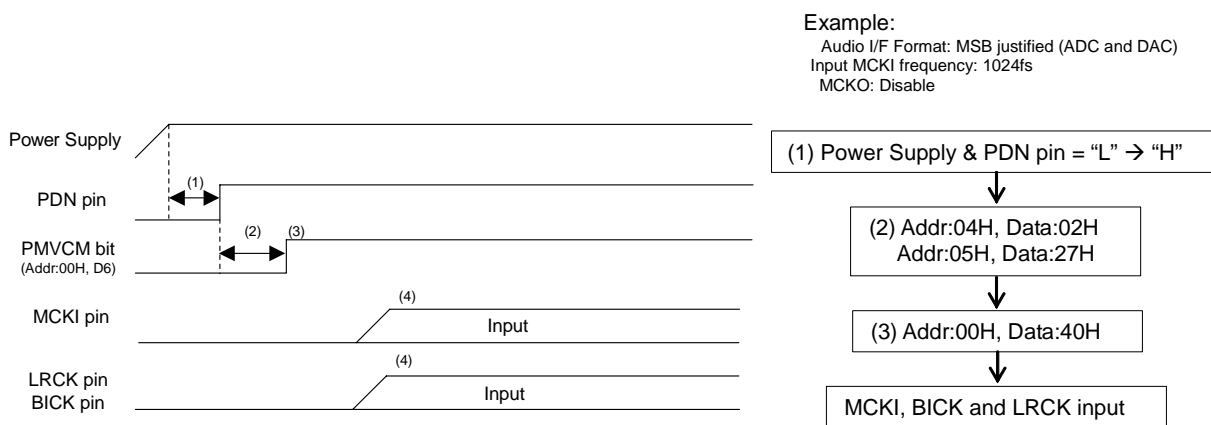 Example:
Audio I/F Format: MSB justified (ADC and DAC)
Input MCKI frequency: 1024fs
MCKO: Disable
Power Supply
(1)
PDN pin
(2)
(3)
PMVCM bit
(Addr:00H, D6)
(4)
MCKI pin
Input
(4)
LRCK pin
BICK pin
Input
(1) Power Supply & PDN pin = “L” → “H”
(2) Addr:04H, Data:02H
Addr:05H, Data:27H
(3) Addr:00H, Data:40H
MCKI, BICK and LRCK input